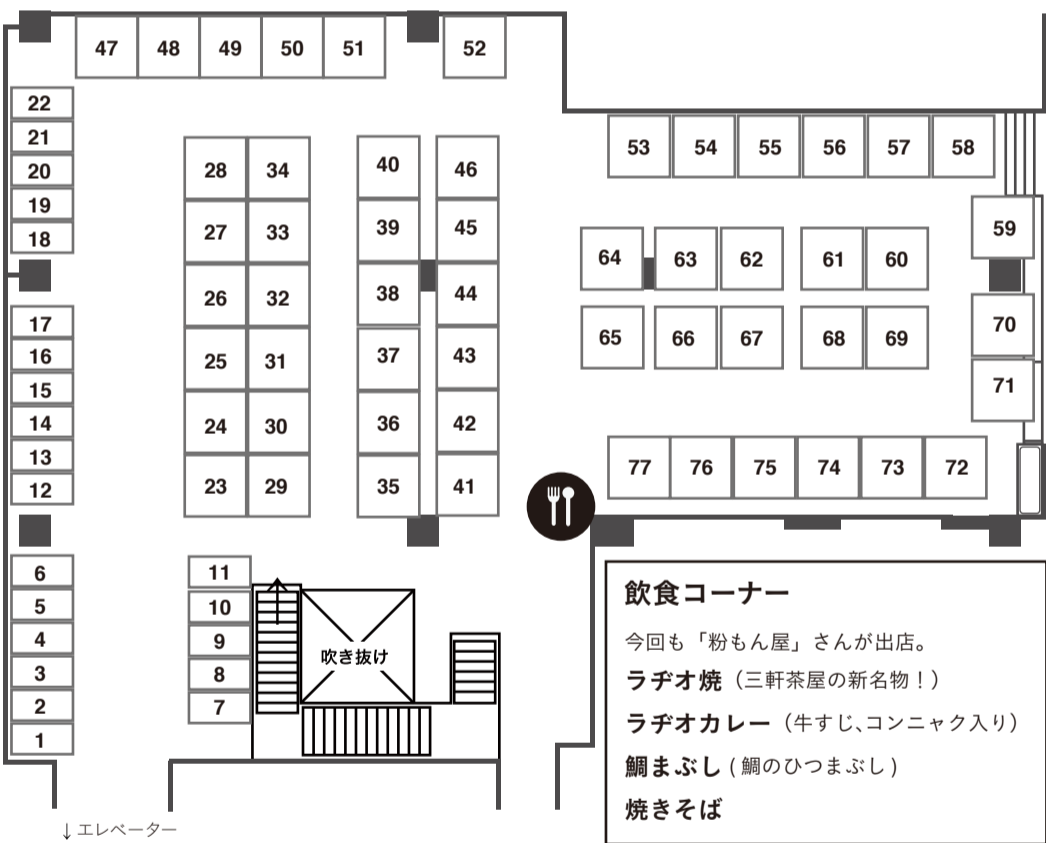 47 48 49 50 51 52
22
21
20
19
18
17
16
15
14
13
12
6
5
4
3
2
1
28 34
27 33
26 32
25 31
24 30
23 29
40 46
39 45
38 44
37 43
36 42
35 41
11
10
9
8
7
吹き抜け
↓エレベーター
53 54 55 56 57 58
59
64 63 62 61 60
65 66 67 68 69
70
71
77 76 75 74 73 72
飲食コーナー
今回も「粉もん屋」さんが出店。
ラヂオ焼（三軒茶屋の新名物！）
ラヂオカレー（牛すじ、コンニャク入り）
鯛まぶし(鯛のひつまぶし)
焼きそば